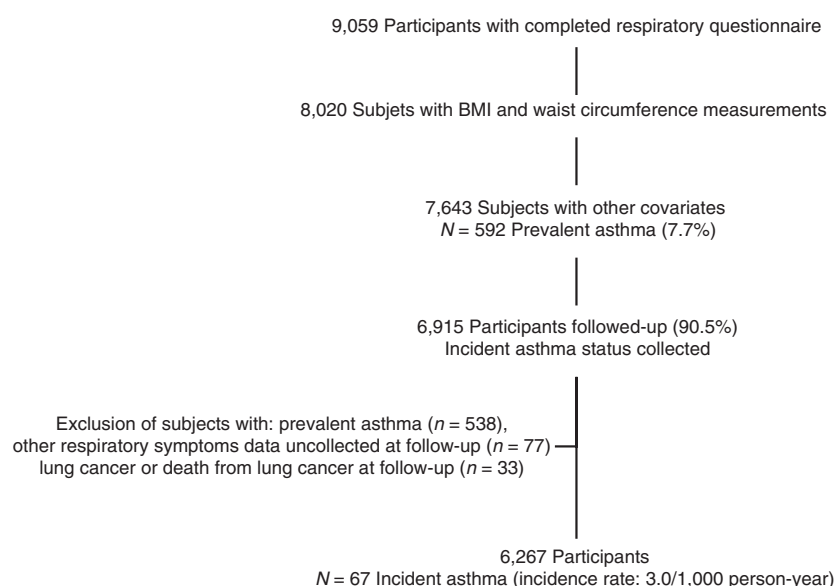 9,059 Participants with completed respiratory questionnaire
8,020 Subjets with BMI and waist circumference measurements
7,643 Subjects with other covariates
N = 592 Prevalent asthma (7.7%)
6,915 Participants followed-up (90.5%)
Incident asthma status collected
Exclusion of subjects with: prevalent asthma (n = 538),
other respiratory symptoms data uncollected at follow-up (n = 77)
lung cancer or death from lung cancer at follow-up (n = 33)
6,267 Participants
N = 67 Incident asthma (incidence rate: 3.0/1,000 person-year)